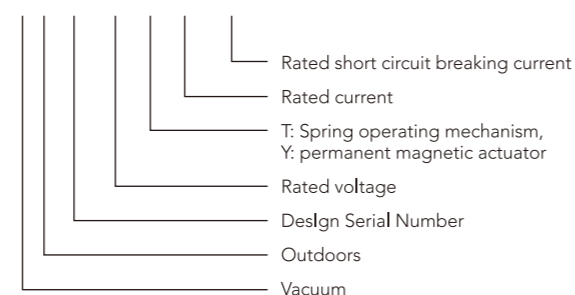 Rated short circuit breaking current
Rated current
T: Spring operating mechanism,
Y: permanent magnetic actuator
Rated voltage
DesIgn Serial Number
Outdoors
Vacuum